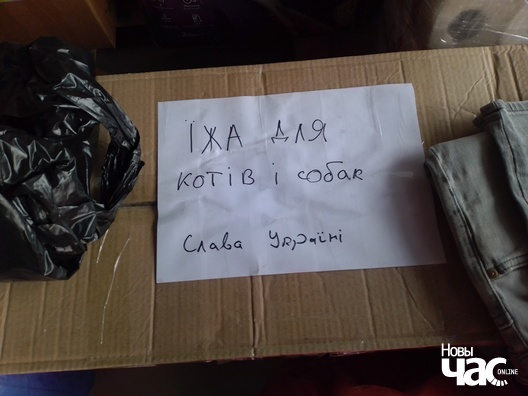 ЇЖА ДЛЯ
КОТІВ І собак
Слава Україні
Новы
Час
ONLINE